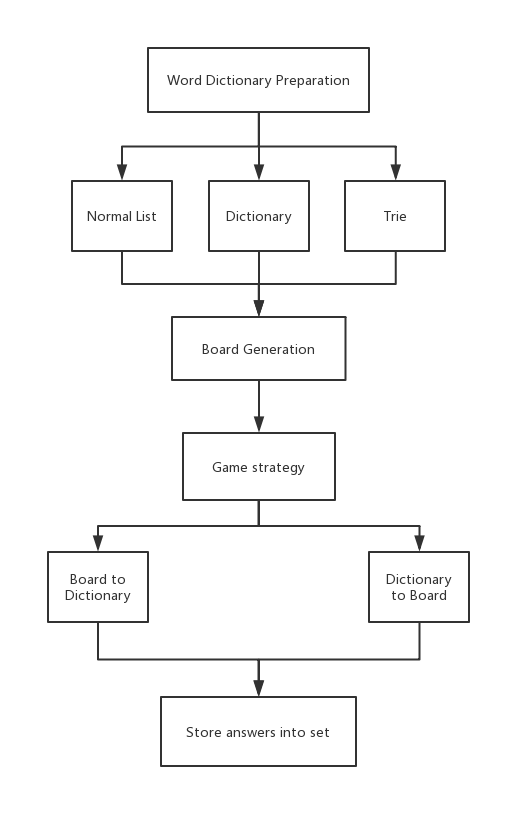 Word Dictionary Preparation
Normal List
Dictionary
Trie
Board Generation
Game strategy
Board to
Dictionary
Dictionary
to Board
Store answers into set